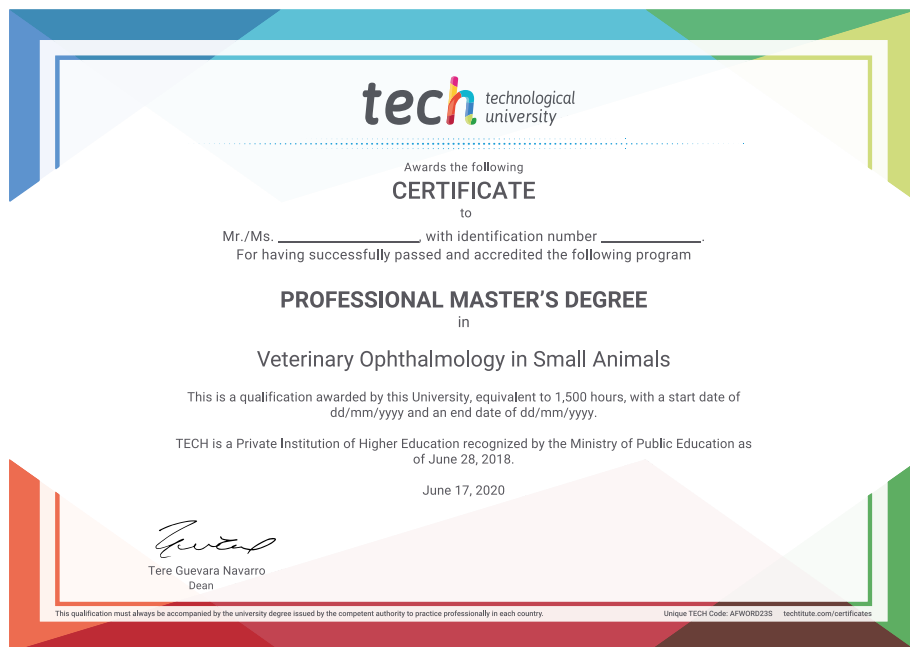 tech technological
university
Awards the following
CERTIFICATE
to
Mr./Ms. ____________________, with identification number ______________.
For having successfully passed and accredited the following program
PROFESSIONAL MASTER'S DEGREE
in
Veterinary Ophthalmology in Small Animals
This is a qualification awarded by this University, equivalent to 1,500 hours, with a start date of
dd/mm/yyyy and an end date of dd/mm/yyyy.
TECH is a Private Institution of Higher Education recognized by the Ministry of Public Education as
of June 28, 2018.
June 17, 2020
Tere Guevara Navarro
Dean
This qualification must always be accompanied by the university degree issued by the competent authority to practice professionally in each country.
Unique TECH Code: AFWORD23S techtitute.com/certificates